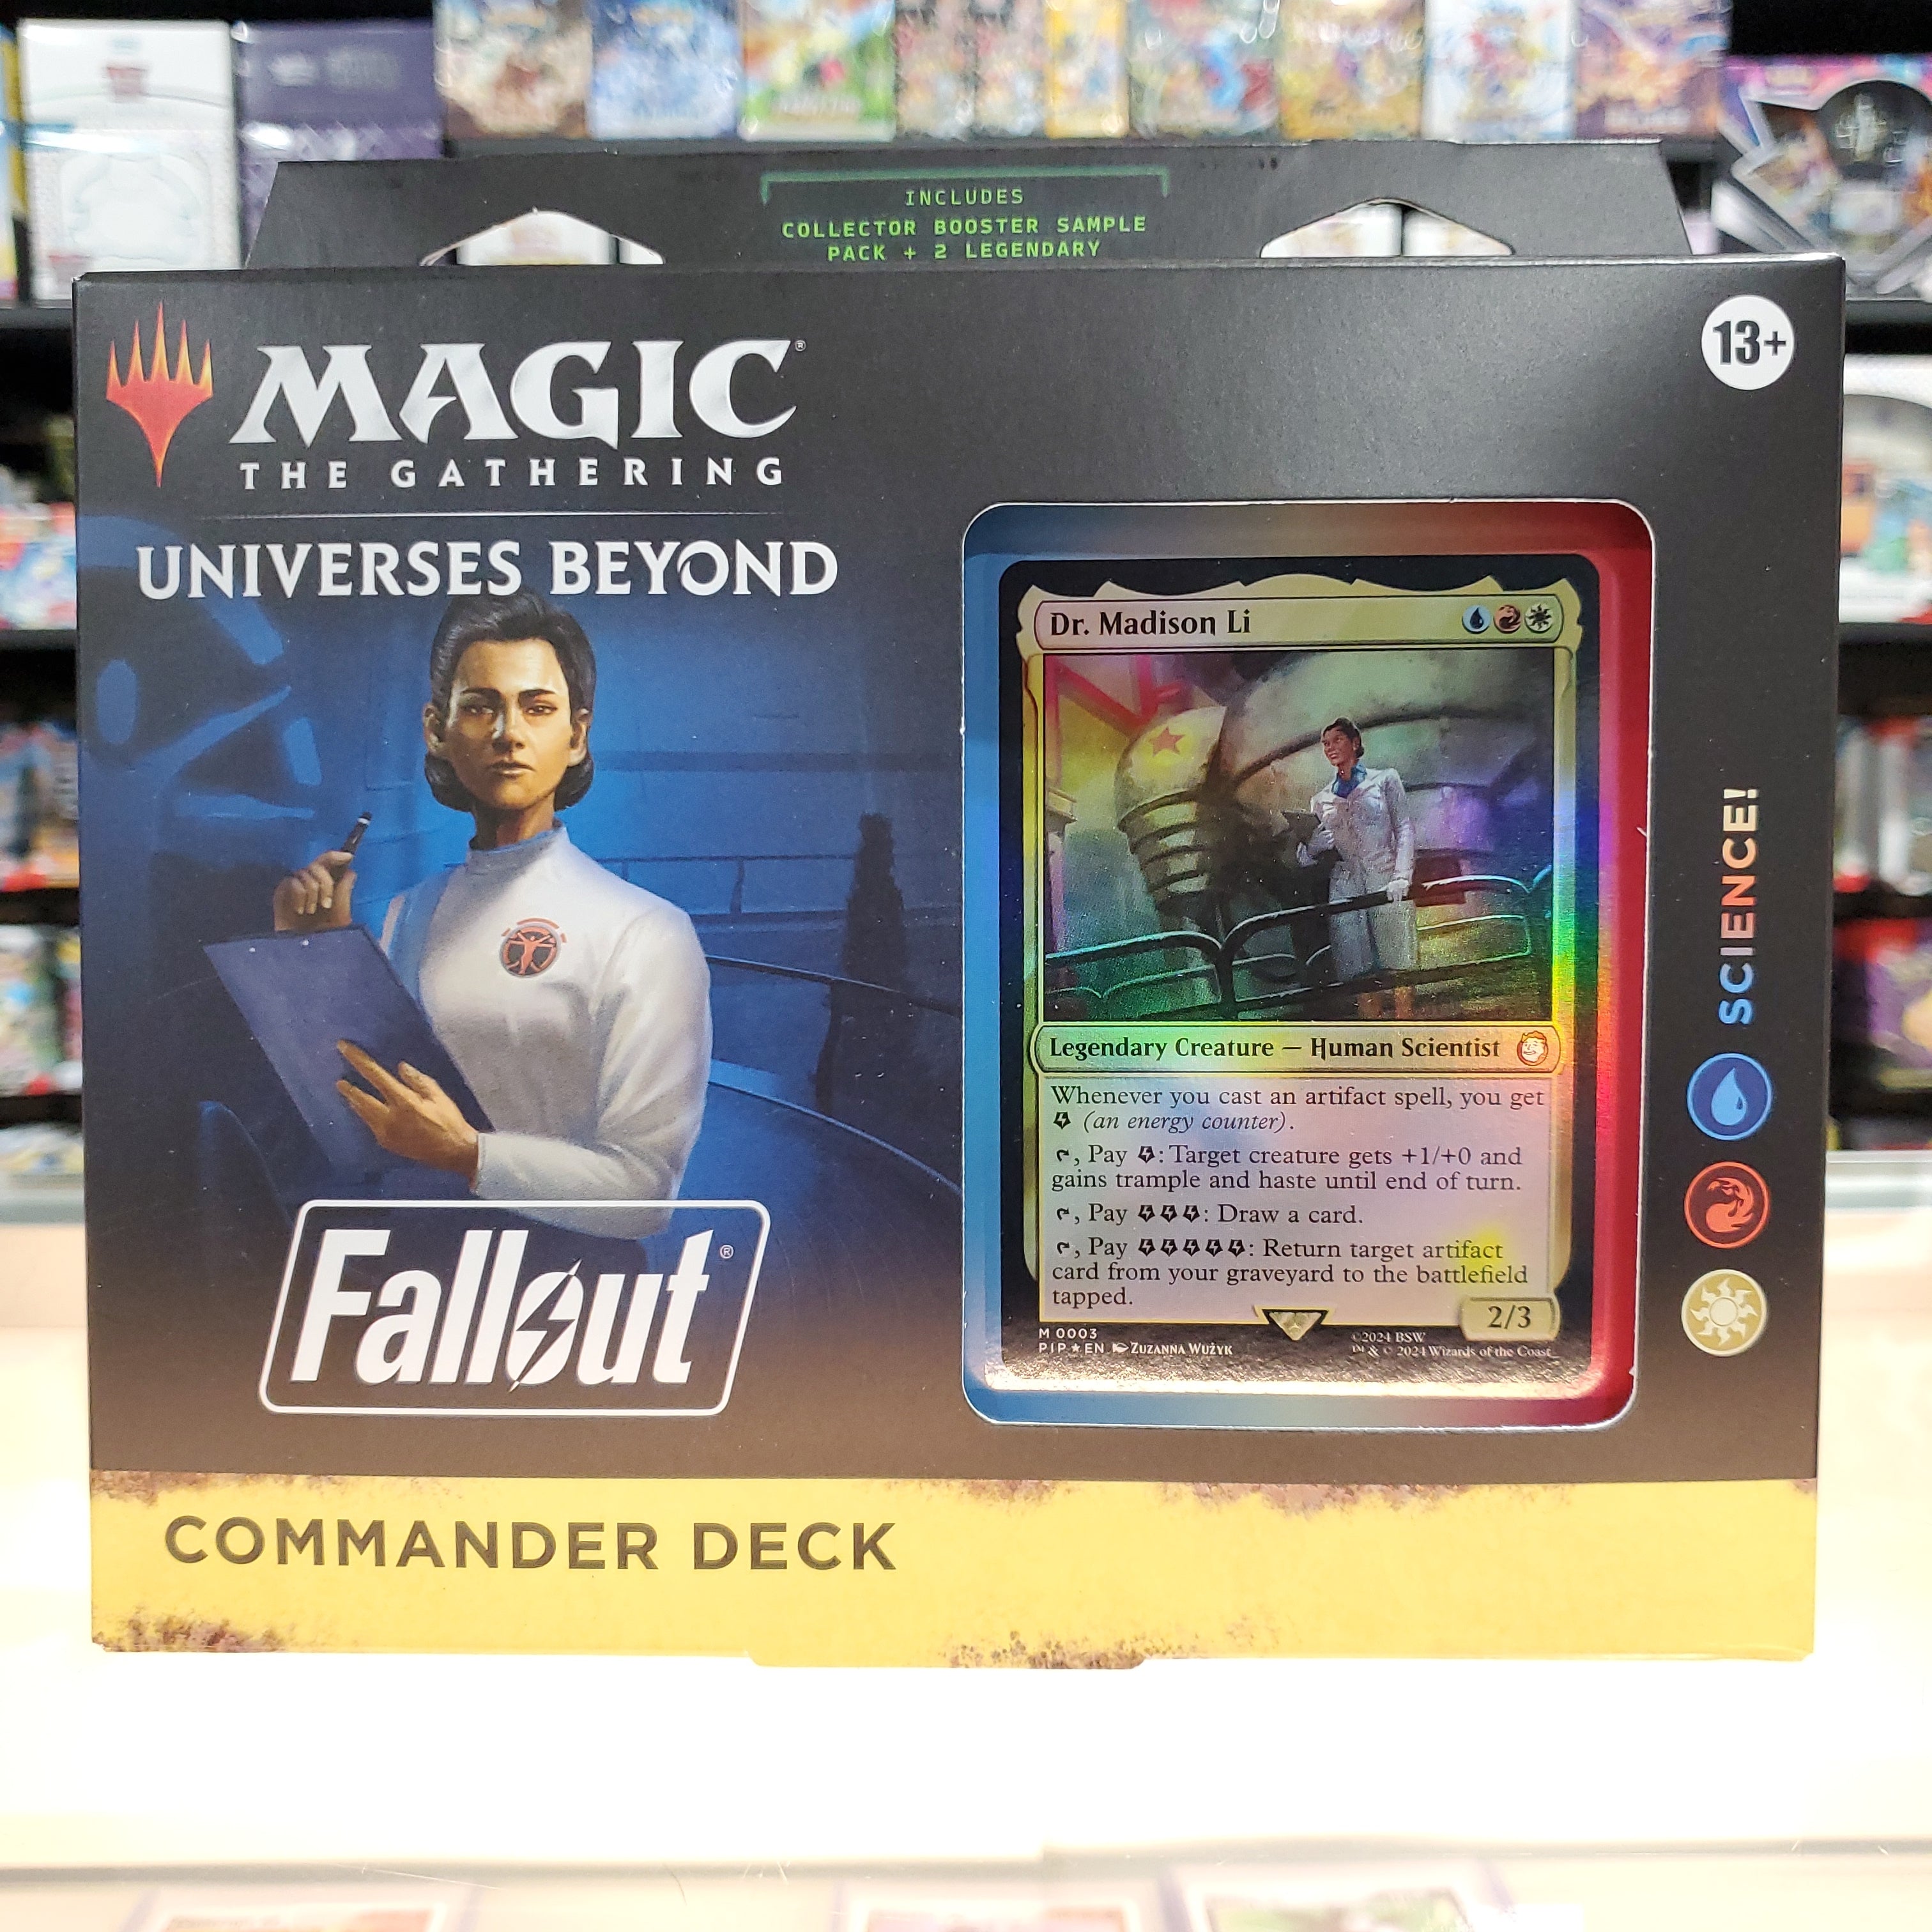 INCLUDES
COLLECTOR BOOSTER SAMPLE
PACK + 2 LEGENDARY
13+
MAGIC®
THE GATHERING
UNIVERSES BEYOND
Dr. Madison Li
Legendary Creature — Human Scientist
Whenever you cast an artifact spell, you get
(an energy counter).
, Pay : Target creature gets +1/+0 and
gains trample and haste until end of turn.
, Pay : Draw a card.
, Pay : Return target artifact
card from your graveyard to the battlefield
tapped.
2/3
M 0003
PIP ★ EN ZUZANNA WUŻYK
©2024 BSW
™ & © 2024 Wizards of the Coast
SCIENCE!
Fallout®
COMMANDER DECK